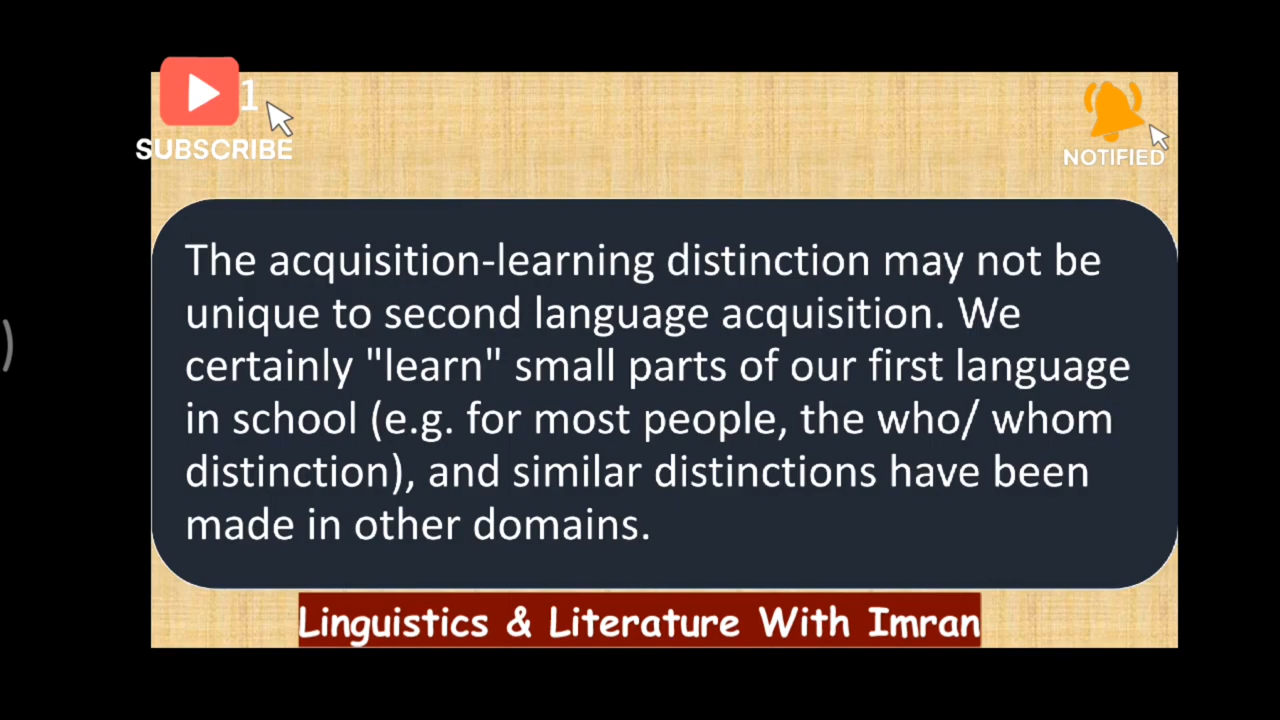 1
SUBSCRIBE
NOTIFIED
The acquisition-learning distinction may not be
unique to second language acquisition. We
certainly "learn" small parts of our first language
in school (e.g. for most people, the who/ whom
distinction), and similar distinctions have been
made in other domains.
Linguistics & Literature With Imran